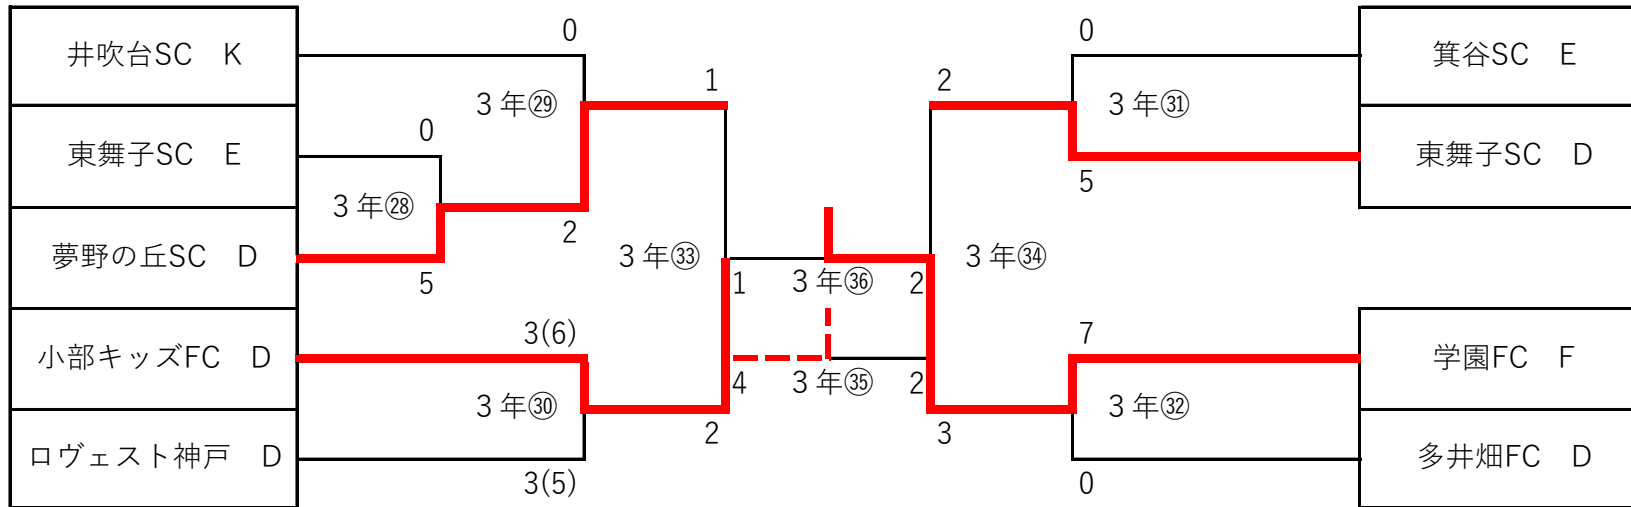 井吹台SC　K
東舞子SC　E
夢野の丘SC　D
小部キッズFC　D
ロヴェスト神戸　D
0
3年㉙
0
3年㉘
5
2
3(6)
3年㉚
3(5)
1
3年㉝
2
1
3年㊱
2
4
3年㉟
2
2
3年㉞
3
0
3年㉛
5
7
3年㉜
0
箕谷SC　E
東舞子SC　D
学園FC　F
多井畑FC　D